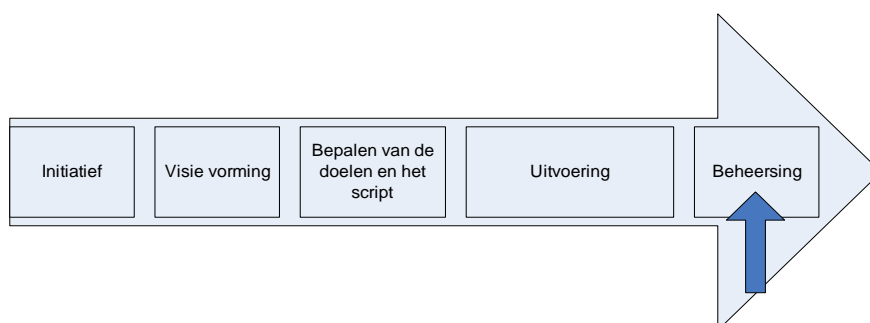 Initiatief
Visie vorming
Bepalen van de
doelen en het
script
Uitvoering
Beheersing